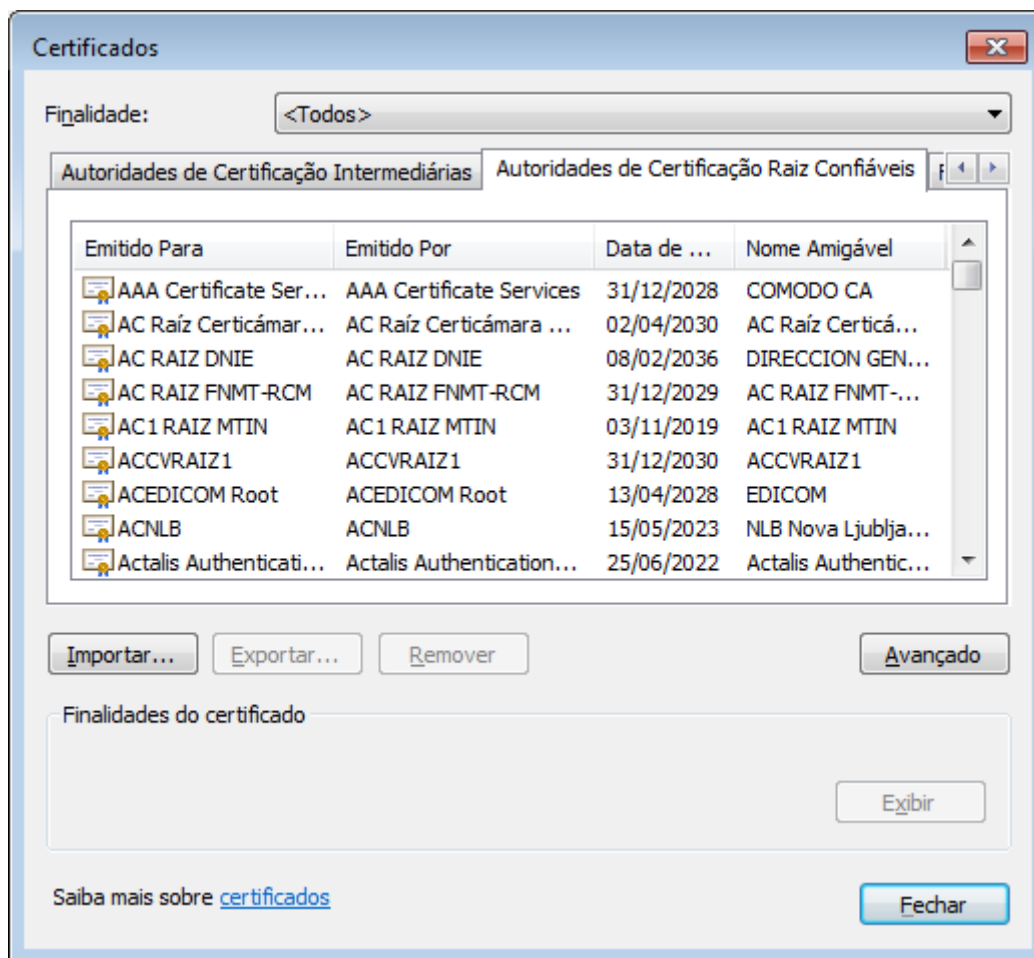 Certificados
Finalidade: <Todos>
Autoridades de Certificação Intermediárias Autoridades de Certificação Raiz Confiáveis
Emitido Para Emitido Por Data de ... Nome Amigável
AAA Certificate Ser... AAA Certificate Services 31/12/2028 COMODO CA
AC Raíz Certicámar... AC Raíz Certicámara ... 02/04/2030 AC Raíz Certicá...
AC RAIZ DNIE AC RAIZ DNIE 08/02/2036 DIRECCION GEN...
AC RAIZ FNMT-RCM AC RAIZ FNMT-RCM 31/12/2029 AC RAIZ FNMT-...
AC1 RAIZ MTIN AC1 RAIZ MTIN 03/11/2019 AC1 RAIZ MTIN
ACCVRAIZ1 ACCVRAIZ1 31/12/2030 ACCVRAIZ1
ACEDICOM Root ACEDICOM Root 13/04/2028 EDICOM
ACNLB ACNLB 15/05/2023 NLB Nova Ljublja...
Actalis Authenticati... Actalis Authentication... 25/06/2022 Actalis Authentic...
Importar... Exportar... Remover Avançado
Finalidades do certificado
Exibir
Saiba mais sobre certificados
Fechar